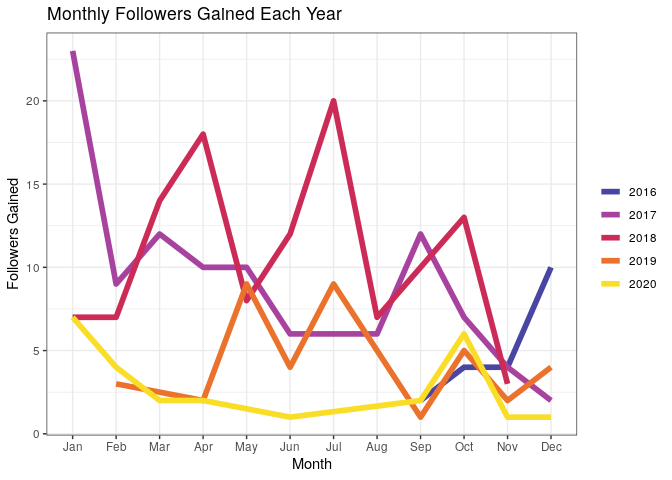 Monthly Followers Gained Each Year
Followers Gained
20
15
10
5
0
Jan Feb Mar Apr May Jun Jul Aug Sep Oct Nov Dec
Month
2016
2017
2018
2019
2020